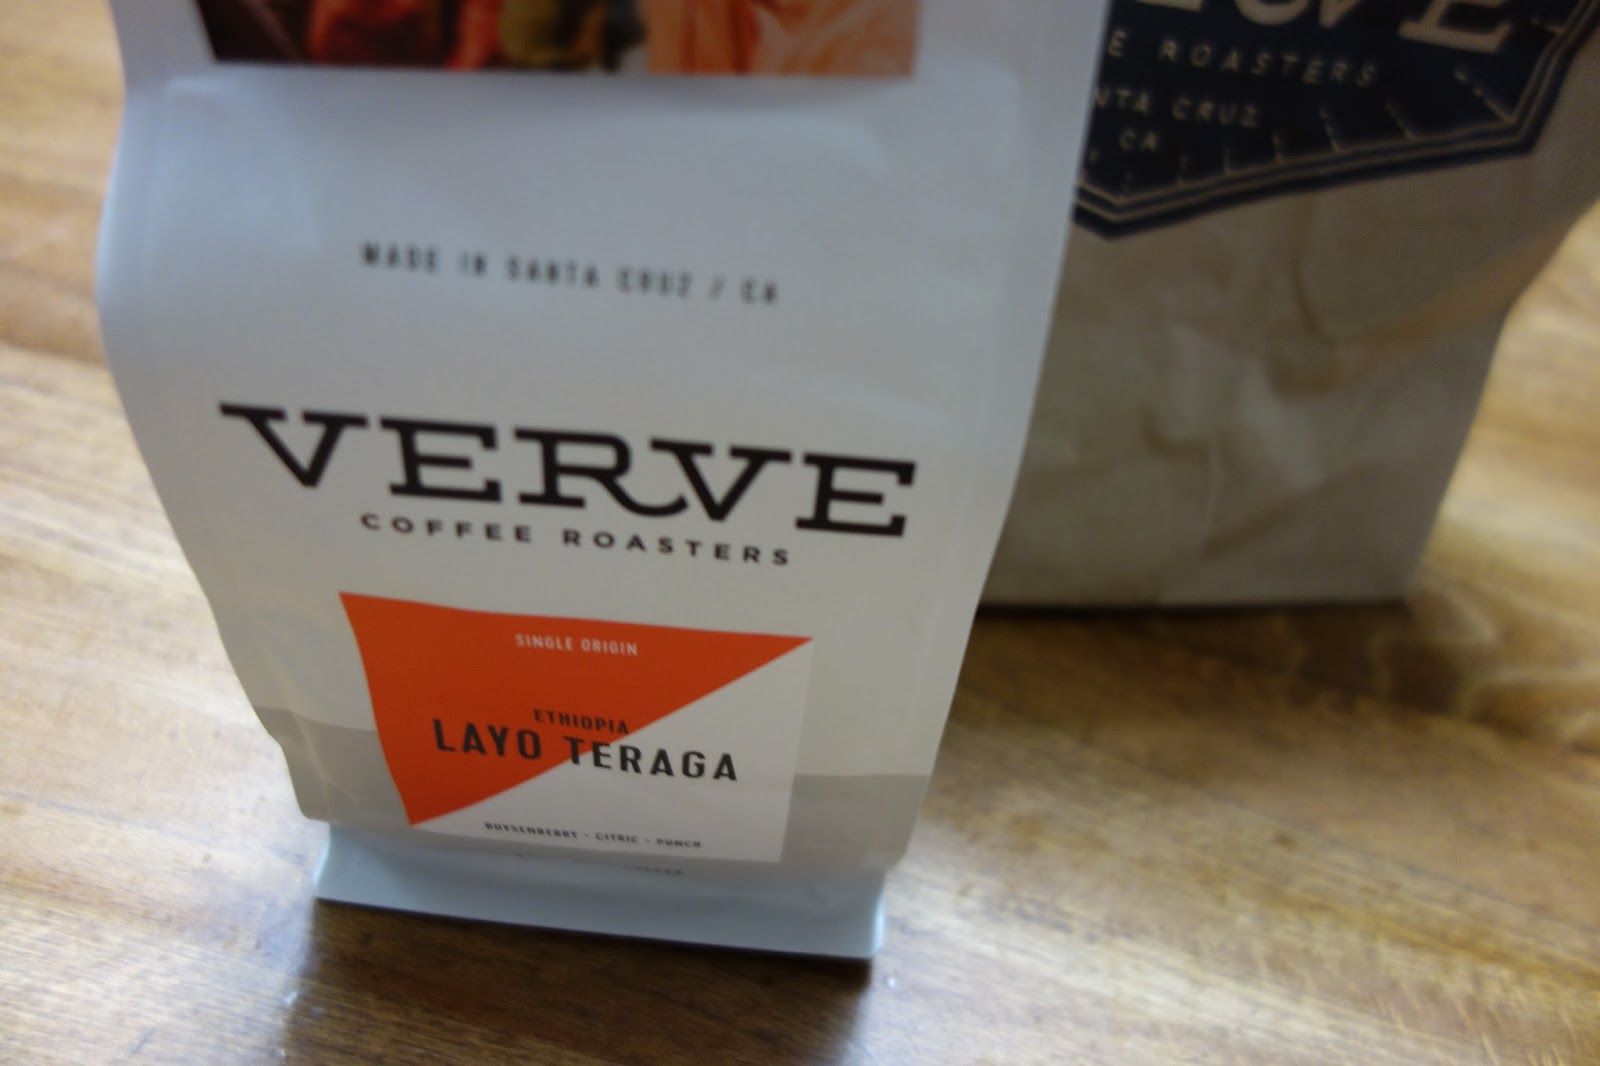 MADE IN SANTA CRUZ / CA
VERVE
COFFEE ROASTERS
SINGLE ORIGIN
ETHIOPIA
LAYO TERAGA
BOYSENBERRY - CITRIC - PUNCH
ROASTERS
CRUZ
CA